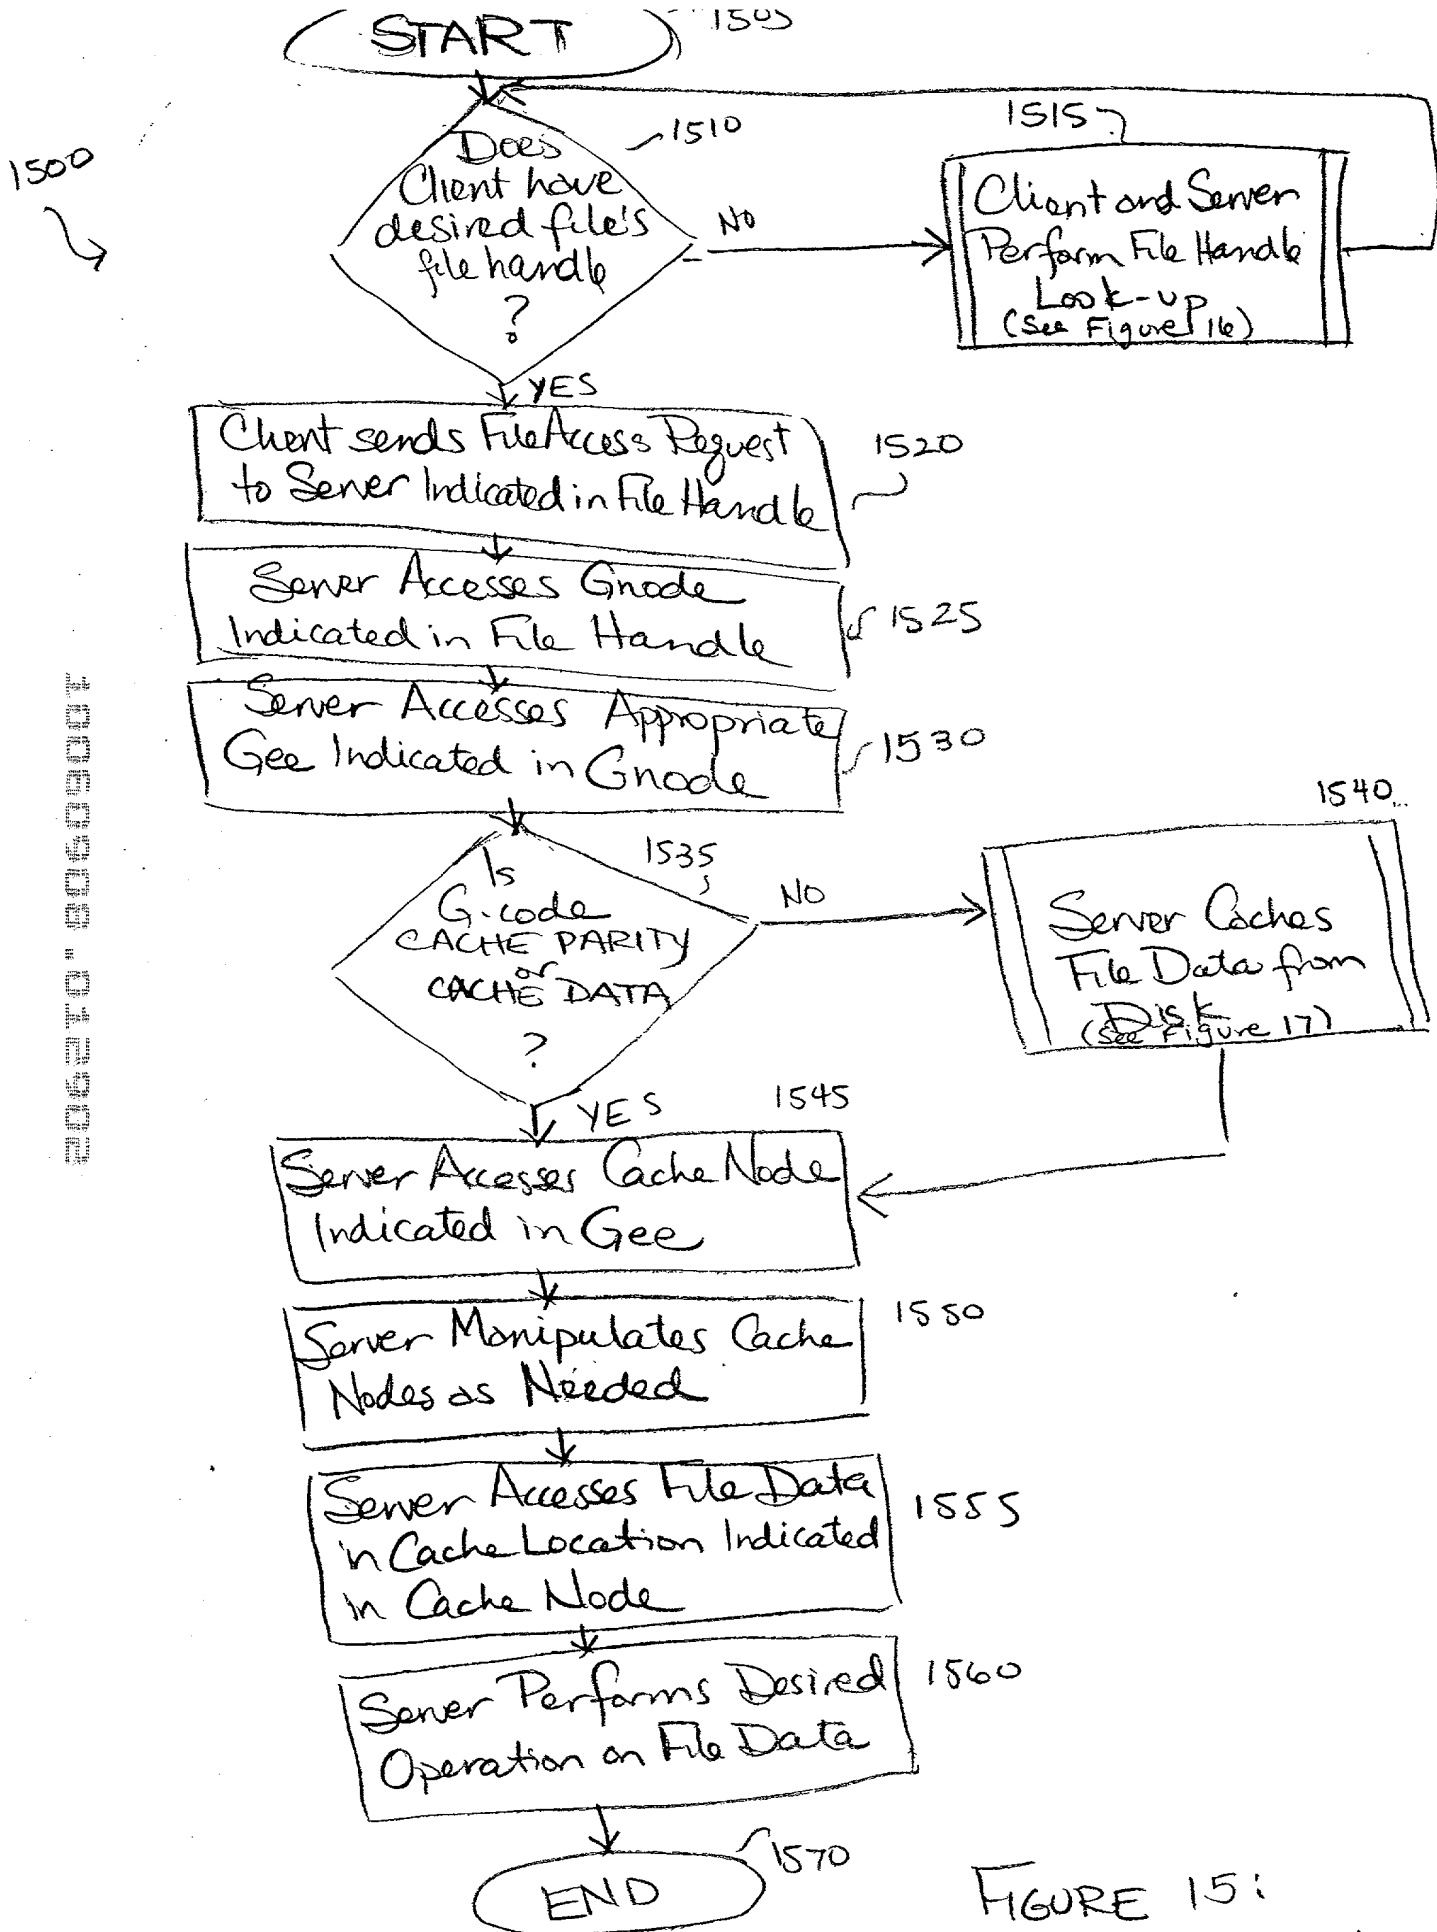 START
1505
1500
Does
Client have
desired file's
file handle
?
1510
NO
1515
Client and Server
Perform File Handle
Look-up
(See Figure 16)
YES
Client sends File Access Request
to Server Indicated in File Handle
1520
Server Accesses Gnode
Indicated in File Handle
1525
Server Accesses Appropriate
Gee Indicated in Gnode
1530
Is
G-code
CACHE PARITY
or
CACHE DATA
?
1535
NO
1540
Server Caches
File Data from
Disk
(See Figure 17)
YES
1545
Server Accesses Cache Node
Indicated in Gee
Server Manipulates Cache
Nodes as Needed
1550
Server Accesses File Data
in Cache Location Indicated
in Cache Node
1555
Server Performs Desired
Operation on File Data
1560
END
1570
FIGURE 15:
10060908.012902